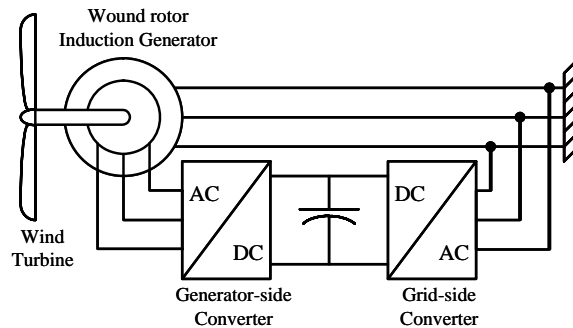 Wound rotor
Induction Generator
AC
DC
DC
AC
Wind
Turbine
Generator-side
Converter
Grid-side
Converter